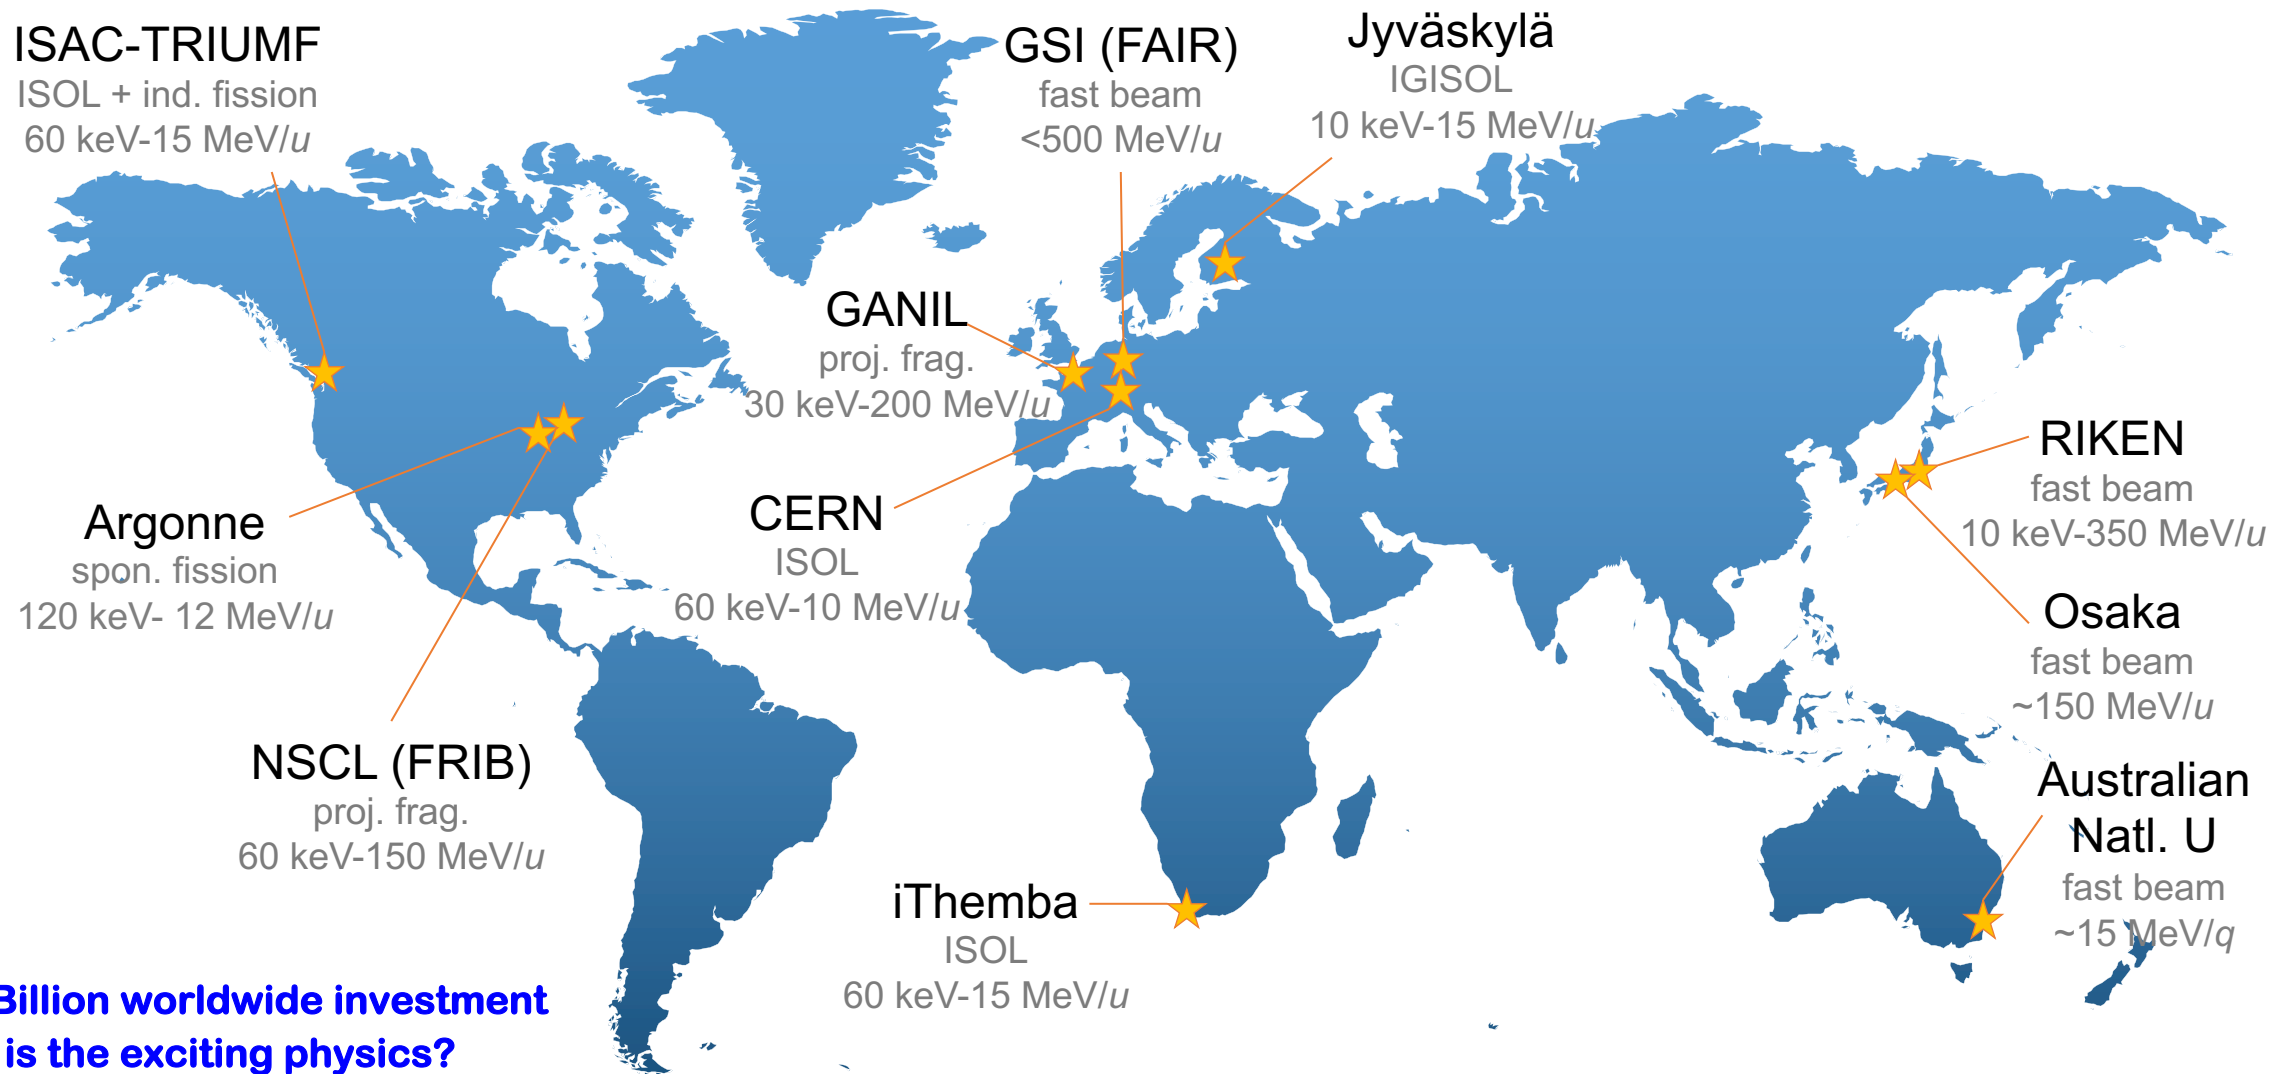 ISAC-TRIUMF
ISOL + ind. fission
60 keV-15 MeV/u
GSI (FAIR)
fast beam
<500 MeV/u
Jyväskylä
IGISOL
10 keV-15 MeV/u
GANIL
proj. frag.
30 keV-200 MeV/u
Argonne
spon. fission
120 keV- 12 MeV/u
CERN
ISOL
60 keV-10 MeV/u
RIKEN
fast beam
10 keV-350 MeV/u
Osaka
fast beam
~150 MeV/u
NSCL (FRIB)
proj. frag.
60 keV-150 MeV/u
Australian
Natl. U
fast beam
~15 MeV/q
iThemba
ISOL
60 keV-15 MeV/u
Billion worldwide investment
is the exciting physics?